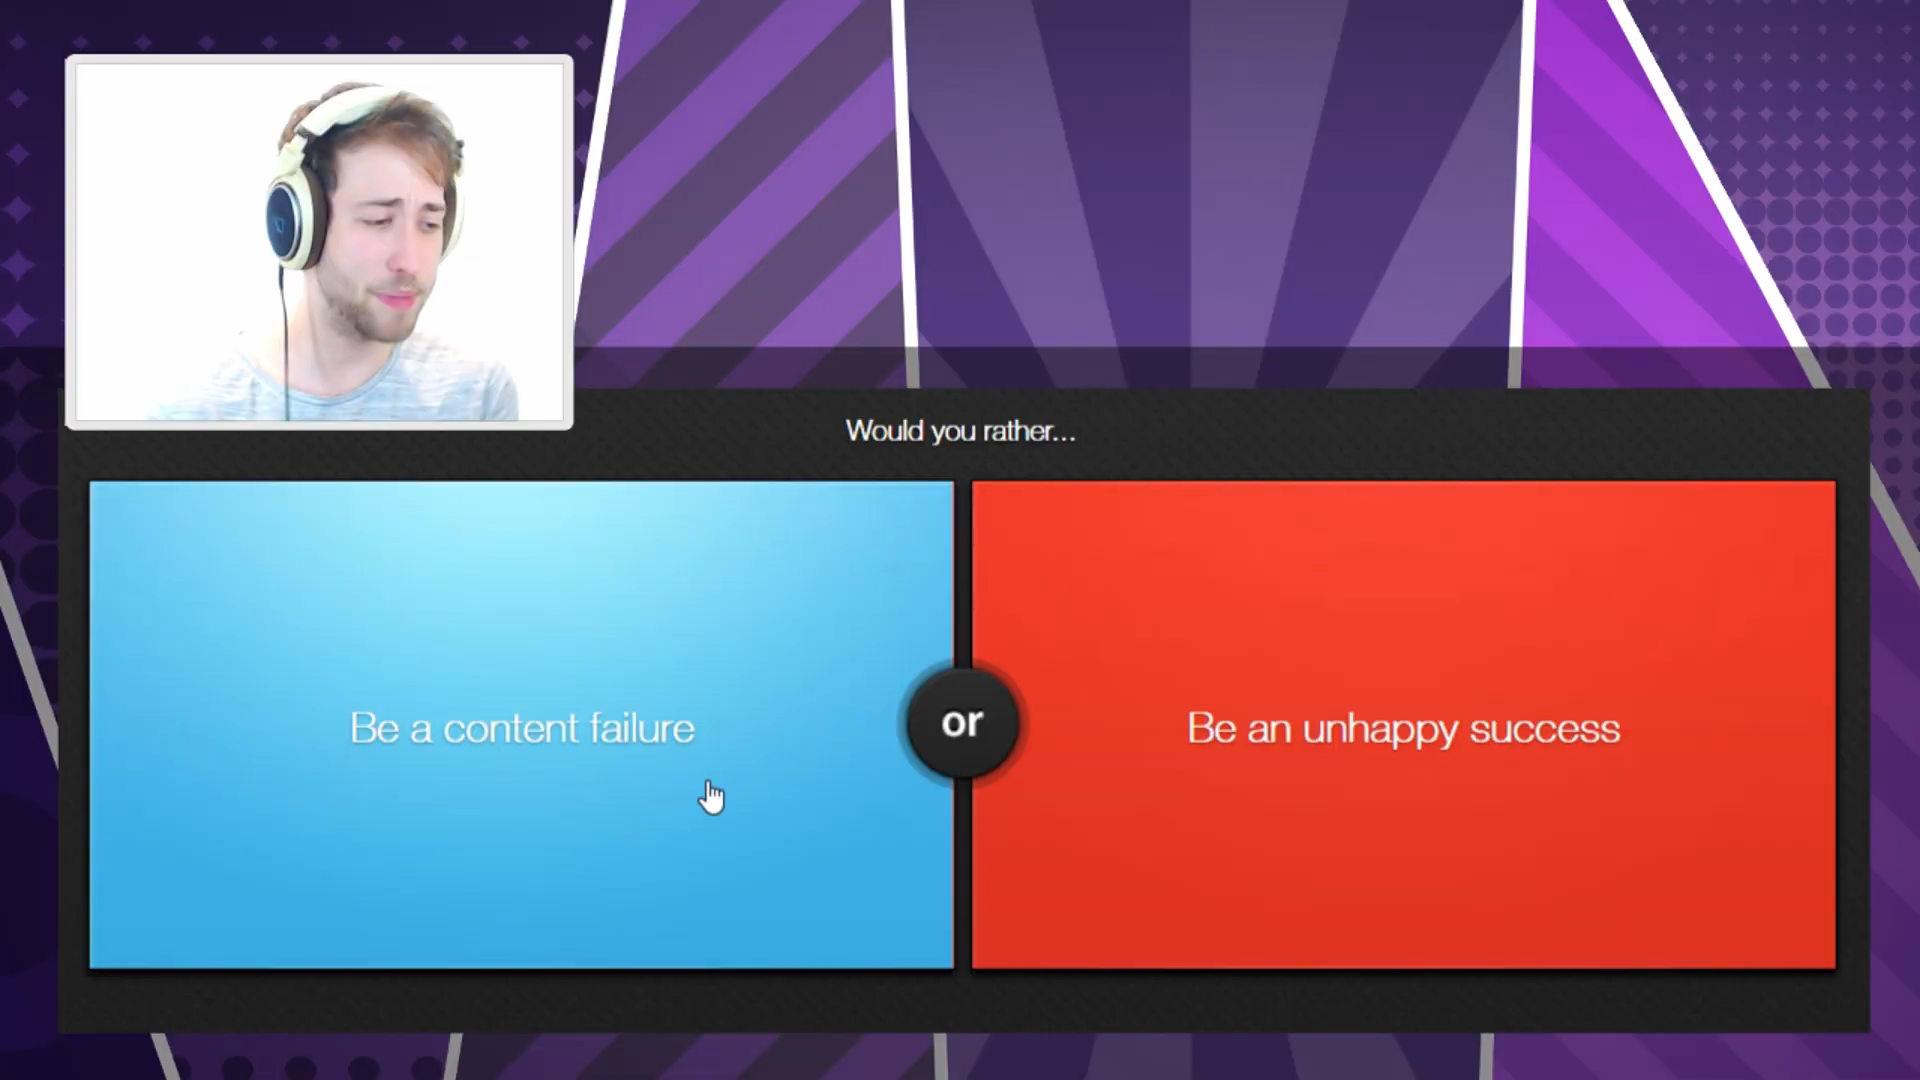 Would you rather...
Be a content failure
or
Be an unhappy success